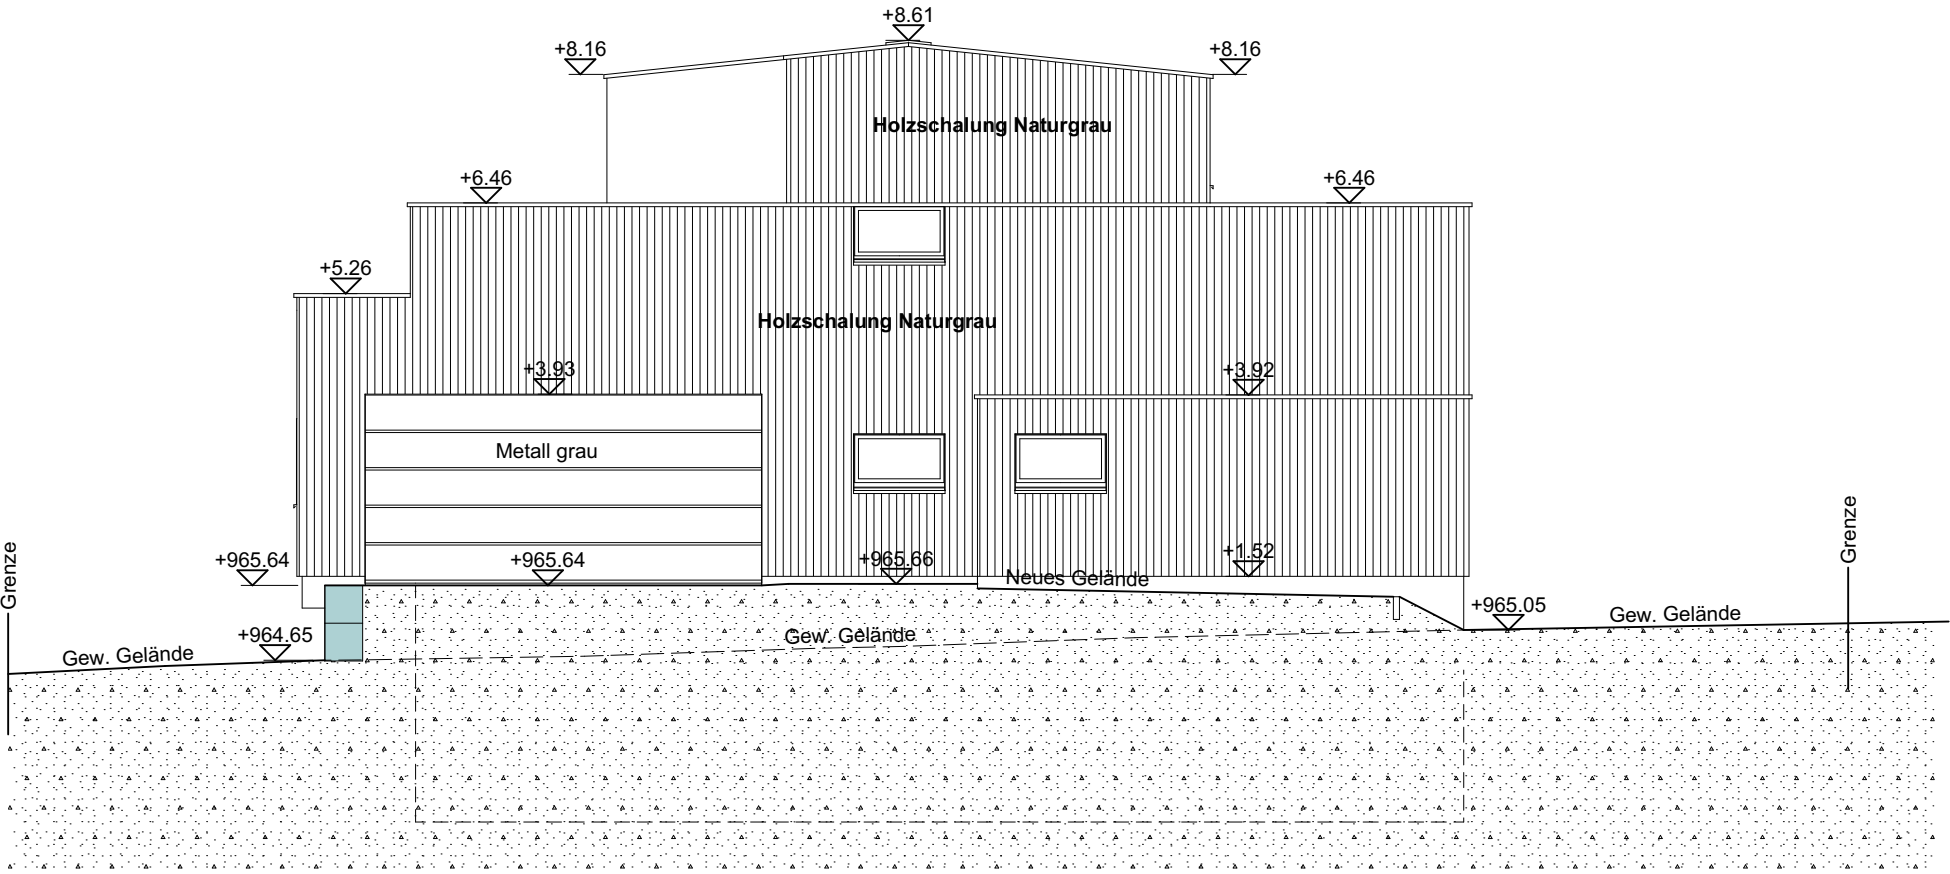 +8.61
+8.16
+8.16
Holzschalung Naturgrau
+6.46
+6.46
+5.26
Holzschalung Naturgrau
+3.93
+3.92
Metall grau
Grenze
Grenze
+965.64
+965.64
+965.66
+1.52
Neues Gelände
+965.05
Gew. Gelände
+964.65
Gew. Gelände
Gew. Gelände